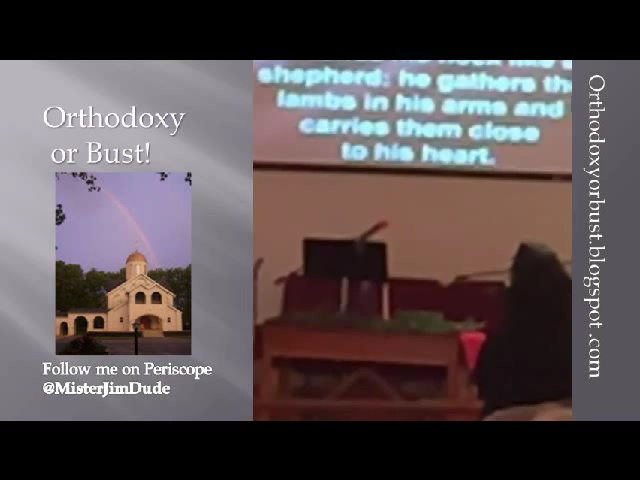 Orthodoxy
or Bust!
Follow me on Periscope
@MisterJimDude
shepherd: he gathers the
lambs in his arms and
carries them close
to his heart.
Orthodoxyorbust.blogspot .com